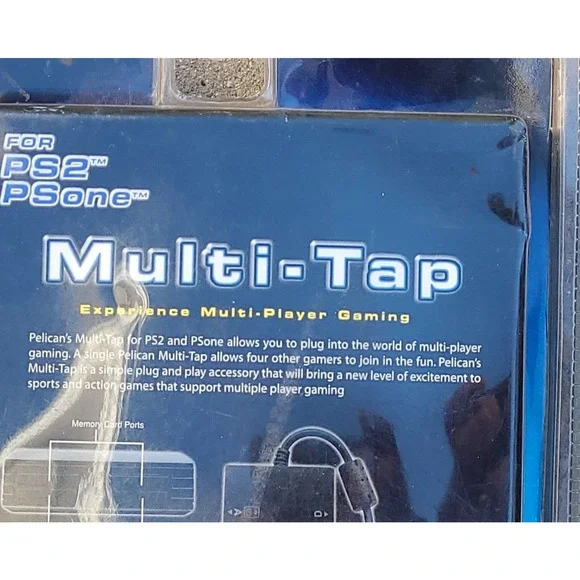 FOR
PS2™
PSone™
Multi-Tap
Experience Multi-Player Gaming
Pelican's Multi-Tap for PS2 and PSone allows you to plug into the world of multi-player
gaming. A single Pelican Multi-Tap allows four other gamers to join in the fun. Pelican's
Multi-Tap is a simple plug and play accessory that will bring a new level of excitement to
sports and action games that support multiple player gaming
Memory Card Ports